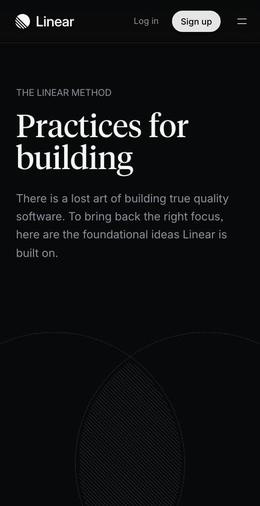 Linear
Log in
Sign up
THE LINEAR METHOD
Practices for
building
There is a lost art of building true quality
software. To bring back the right focus,
here are the foundational ideas Linear is
built on.